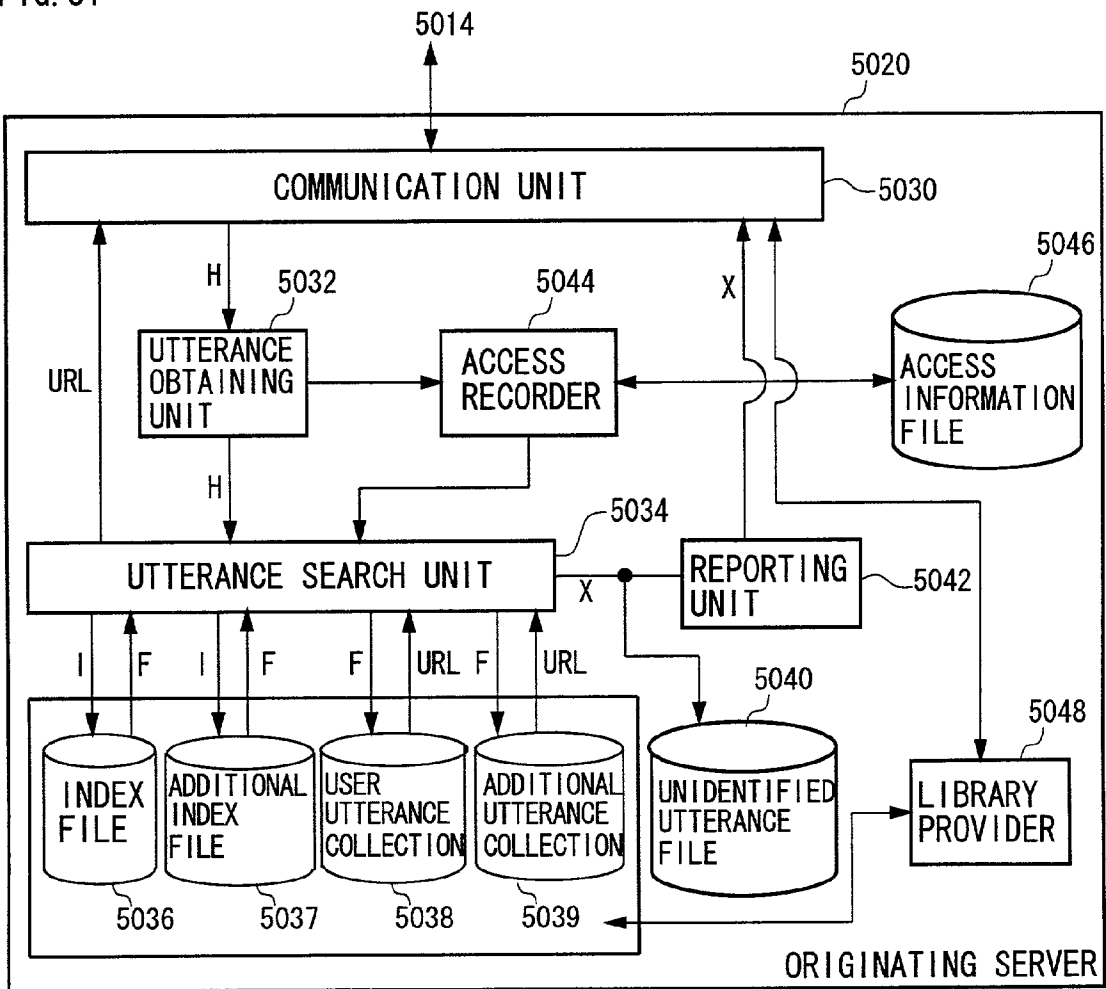 5014
5020
COMMUNICATION UNIT
5030
H
5032
5044
X
5046
URL
UTTERANCE
OBTAINING
UNIT
ACCESS
RECORDER
ACCESS
INFORMATION
FILE
H
5034
UTTERANCE SEARCH UNIT
X
REPORTING
UNIT
5042
I
F
I
F
F
URL
F
URL
5040
5048
INDEX
FILE
ADDITIONAL
INDEX
FILE
USER
UTTERANCE
COLLECTION
ADDITIONAL
UTTERANCE
COLLECTION
UNIDENTIFIED
UTTERANCE
FILE
LIBRARY
PROVIDER
5036
5037
5038
5039
ORIGINATING SERVER